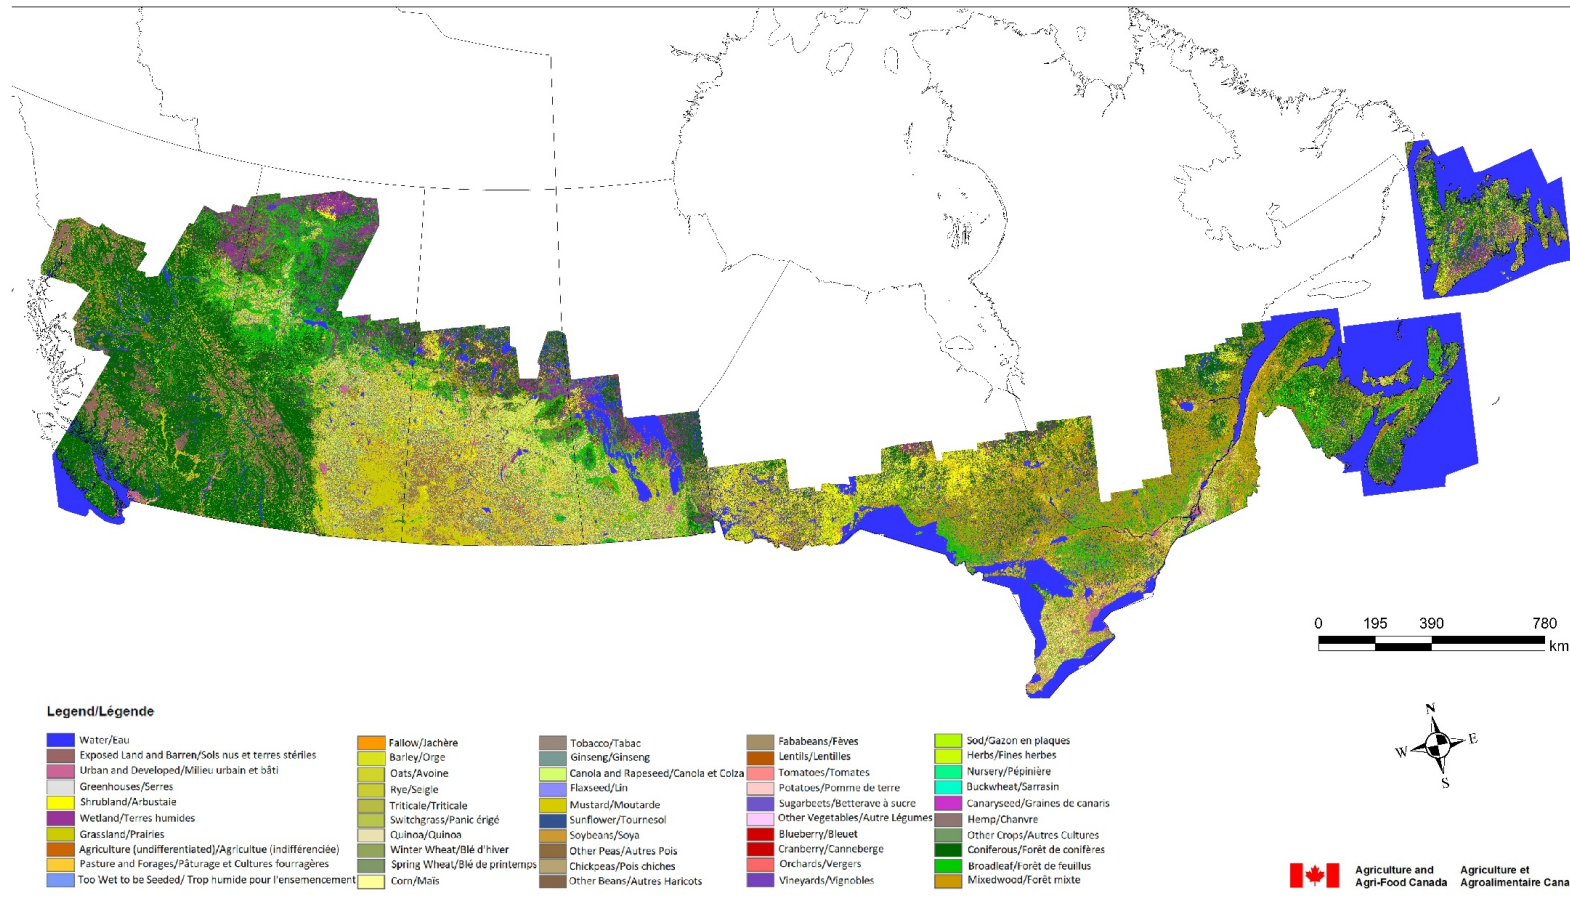 0 195 390 780
km
N
W E
S
Legend/Légende
Water/Eau
Exposed Land and Barren/Sols nus et terres stériles
Urban and Developed/Milieu urbain et bâti
Greenhouses/Serres
Shrubland/Arbustaie
Wetland/Terres humides
Grassland/Prairies
Agriculture (undifferentiated)/Agricultue (indifférenciée)
Pasture and Forages/Pâturage et Cultures fourragères
Too Wet to be Seeded/ Trop humide pour l'ensemencement
Fallow/Jachère
Barley/Orge
Oats/Avoine
Rye/Seigle
Triticale/Triticale
Switchgrass/Panic érigé
Quinoa/Quinoa
Winter Wheat/Blé d'hiver
Spring Wheat/Blé de printemps
Corn/Maïs
Tobacco/Tabac
Ginseng/Ginseng
Canola and Rapeseed/Canola et Colza
Flaxseed/Lin
Mustard/Moutarde
Sunflower/Tournesol
Soybeans/Soya
Other Peas/Autres Pois
Chickpeas/Pois chiches
Other Beans/Autres Haricots
Fababeans/Fèves
Lentils/Lentilles
Tomatoes/Tomates
Potatoes/Pomme de terre
Sugarbeets/Betterave à sucre
Other Vegetables/Autre Légumes
Blueberry/Bleuet
Cranberry/Canneberge
Orchards/Vergers
Vineyards/Vignobles
Sod/Gazon en plaques
Herbs/Fines herbes
Nursery/Pépinière
Buckwheat/Sarrasin
Canaryseed/Graines de canaris
Hemp/Chanvre
Other Crops/Autres Cultures
Coniferous/Forêt de conifères
Broadleaf/Forêt de feuillus
Mixedwood/Forêt mixte
Agriculture and
Agri-Food Canada
Agriculture et
Agroalimentaire Cana